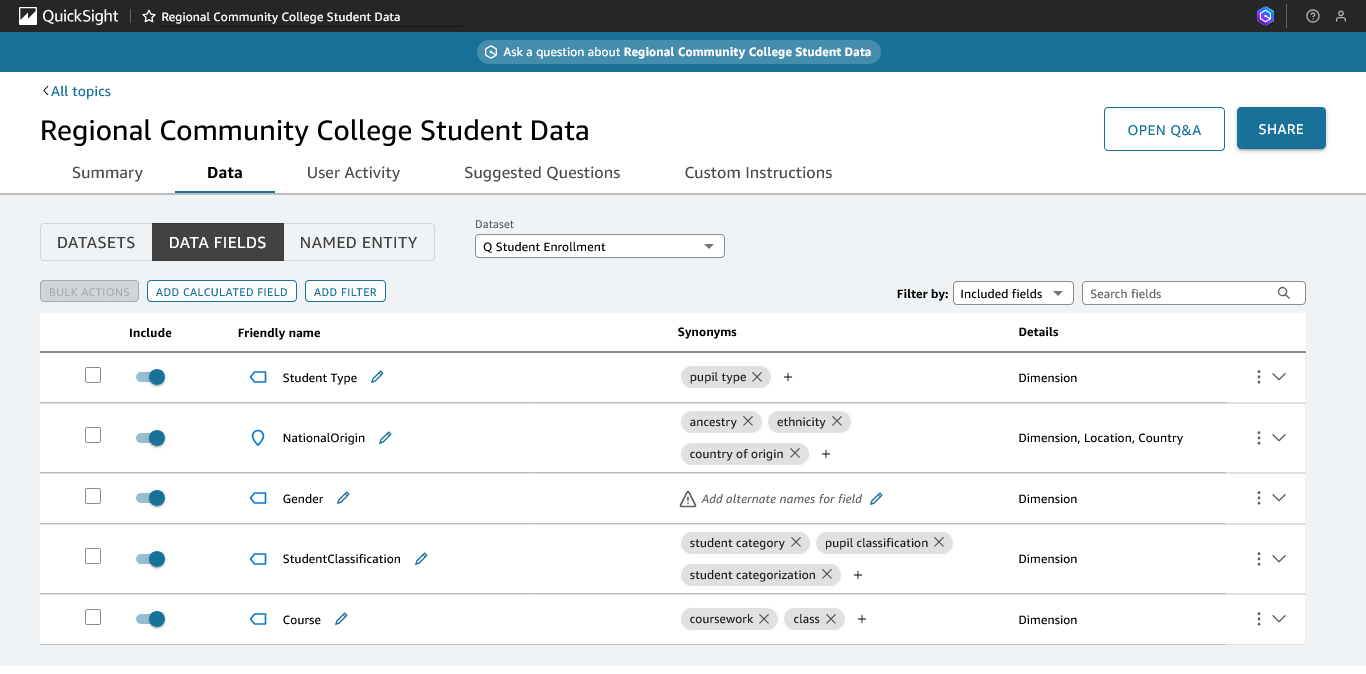 QuickSight Regional Community College Student Data
Ask a question about Regional Community College Student Data
All topics
Regional Community College Student Data
OPEN Q&A SHARE
Summary Data User Activity Suggested Questions Custom Instructions
DATASETS DATA FIELDS NAMED ENTITY
Dataset
Q Student Enrollment
BULK ACTIONS ADD CALCULATED FIELD ADD FILTER
Filter by: Included fields Search fields
Include Friendly name Synonyms Details
Student Type pupil type Dimension
NationalOrigin ancestry ethnicity Dimension, Location, Country
country of origin
Gender Add alternate names for field Dimension
StudentClassification student category pupil classification Dimension
student categorization
Course coursework class Dimension